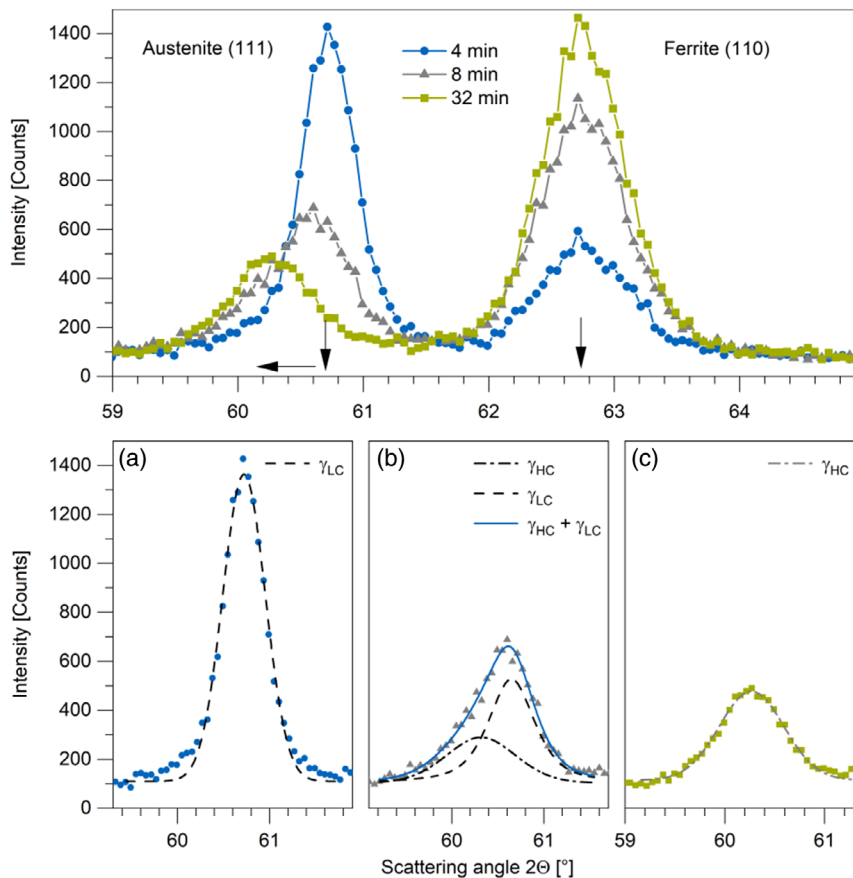 Austenite (111)
4 min
8 min
32 min
Ferrite (110)
Intensity [Counts]
1400
1200
1000
800
600
400
200
0
59 60 61 62 63 64
(a)
γLC
(b)
γHC
γLC
γHC + γLC
(c)
γHC
Intensity [Counts]
1400
1200
1000
800
600
400
200
0
60 61
60 61
59 60 61
Scattering angle 2Θ [°]